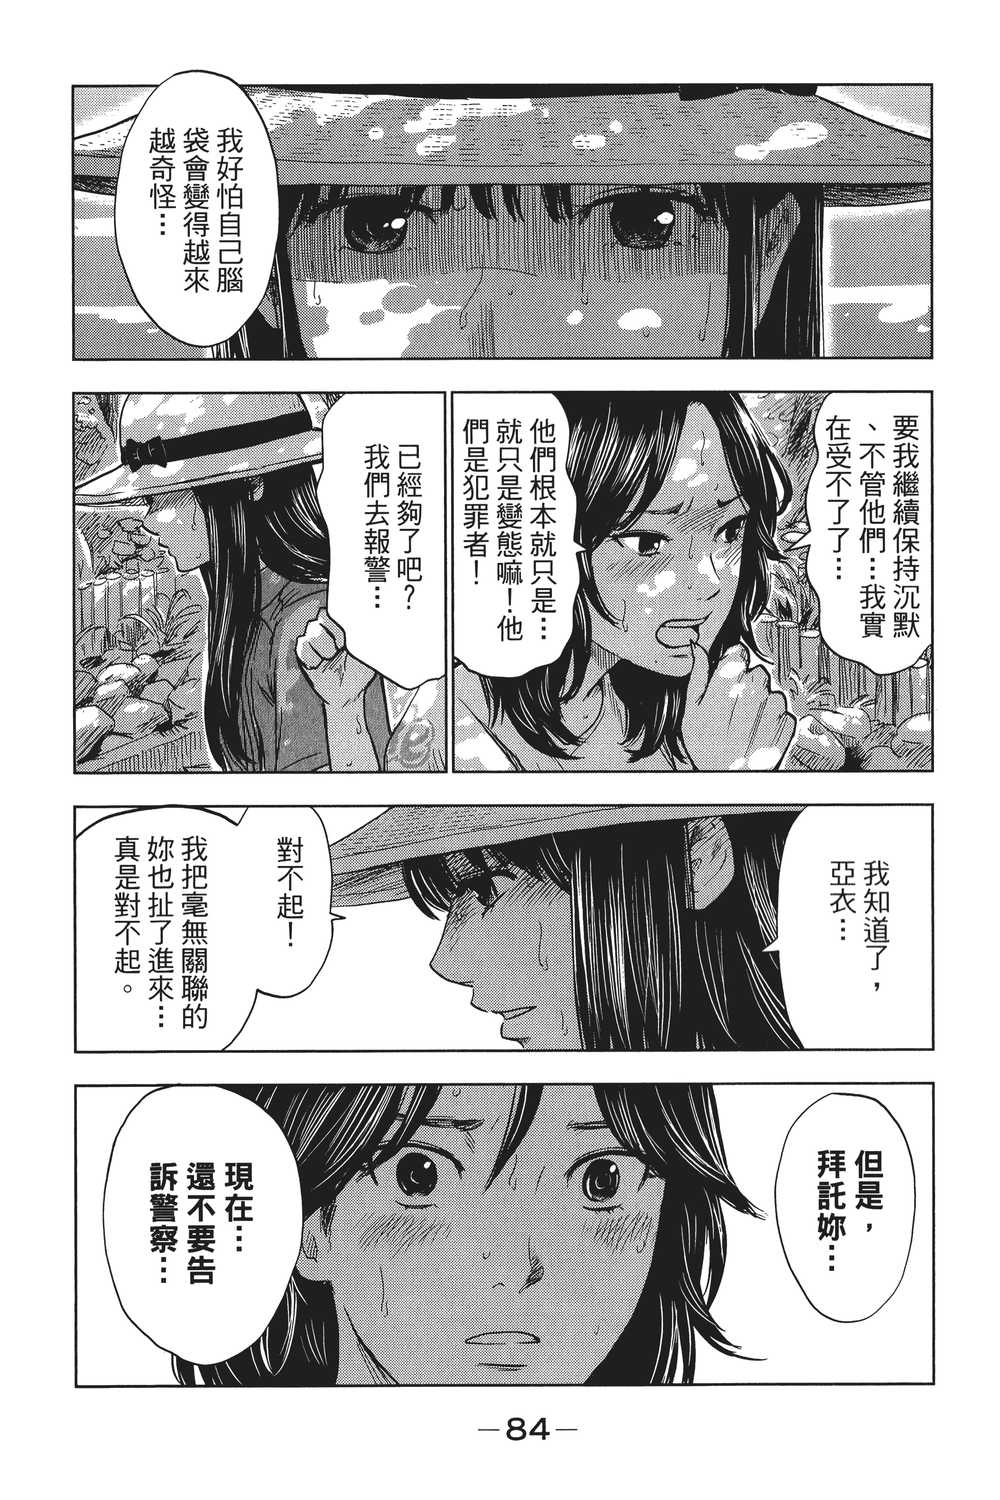 我好怕自己腦
袋會變得越來
越奇怪…
要我繼續保持沉默
、不管他們…我實
在受不了了…
他們根本就只是…
就只是變態嘛！他
們是犯罪者！
已經夠了吧？
我們去報警…
我知道了，
亞衣…
對不起！
我把毫無關聯的
妳也扯了進來…
真是對不起。
但是，
拜託妳…
現在…
還不要告
訴警察…
—84—